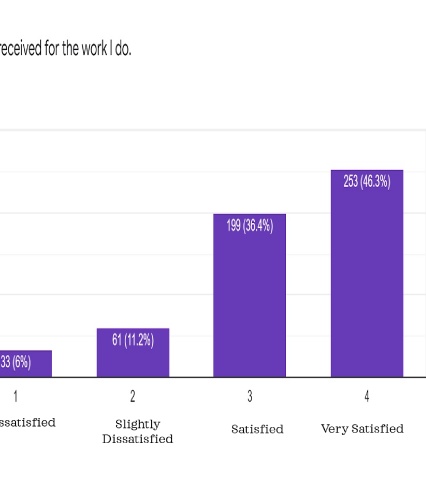 received for the work I do.
253 (46.3%)
199 (36.4%)
61 (11.2%)
33 (6%)
1 2 3 4
ssatisfied Slightly Dissatisfied Satisfied Very Satisfied